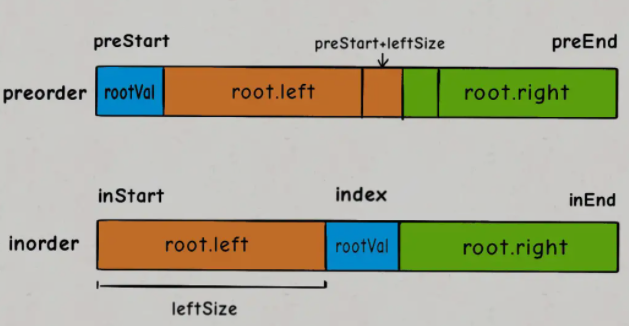 preStart preStart+leftSize preEnd
preorder rootVal root.left root.right
inStart index inEnd
inorder root.left rootVal root.right
leftSize